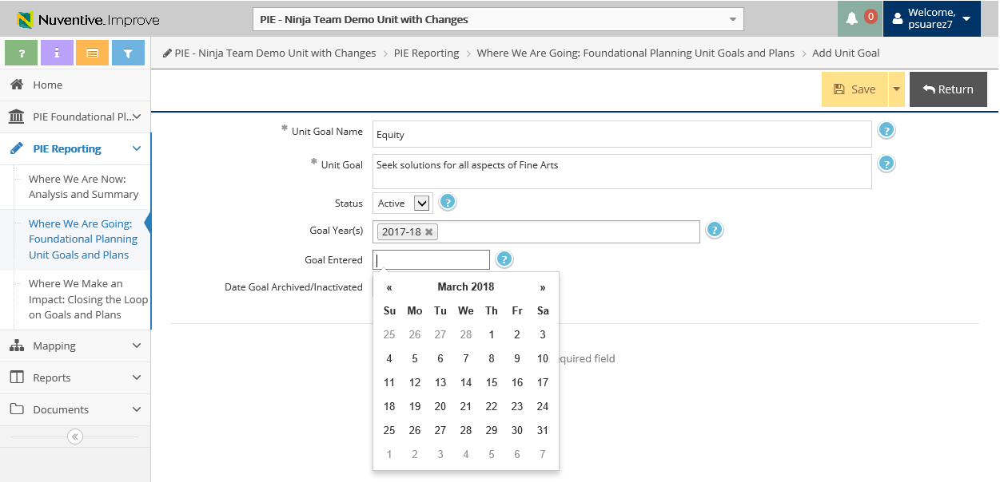 Nuventive. Improve
PIE - Ninja Team Demo Unit with Changes
0
Welcome,
psuarez7
?
i
PIE - Ninja Team Demo Unit with Changes > PIE Reporting > Where We Are Going: Foundational Planning Unit Goals and Plans > Add Unit Goal
Save
Return
Home
PIE Foundational Pl...
PIE Reporting
Where We Are Now:
Analysis and Summary
Where We Are Going:
Foundational Planning
Unit Goals and Plans
Where We Make an
Impact: Closing the Loop
on Goals and Plans
Mapping
Reports
Documents
«
* Unit Goal Name Equity ?
* Unit Goal Seek solutions for all aspects of Fine Arts ?
Status Active ?
Goal Year(s) 2017-18 ✖ ?
Goal Entered ?
Date Goal Archived/Inactivated
« March 2018 »
Su Mo Tu We Th Fr Sa
25 26 27 28 1 2 3
4 5 6 7 8 9 10
11 12 13 14 15 16 17
18 19 20 21 22 23 24
25 26 27 28 29 30 31
1 2 3 4 5 6 7
field